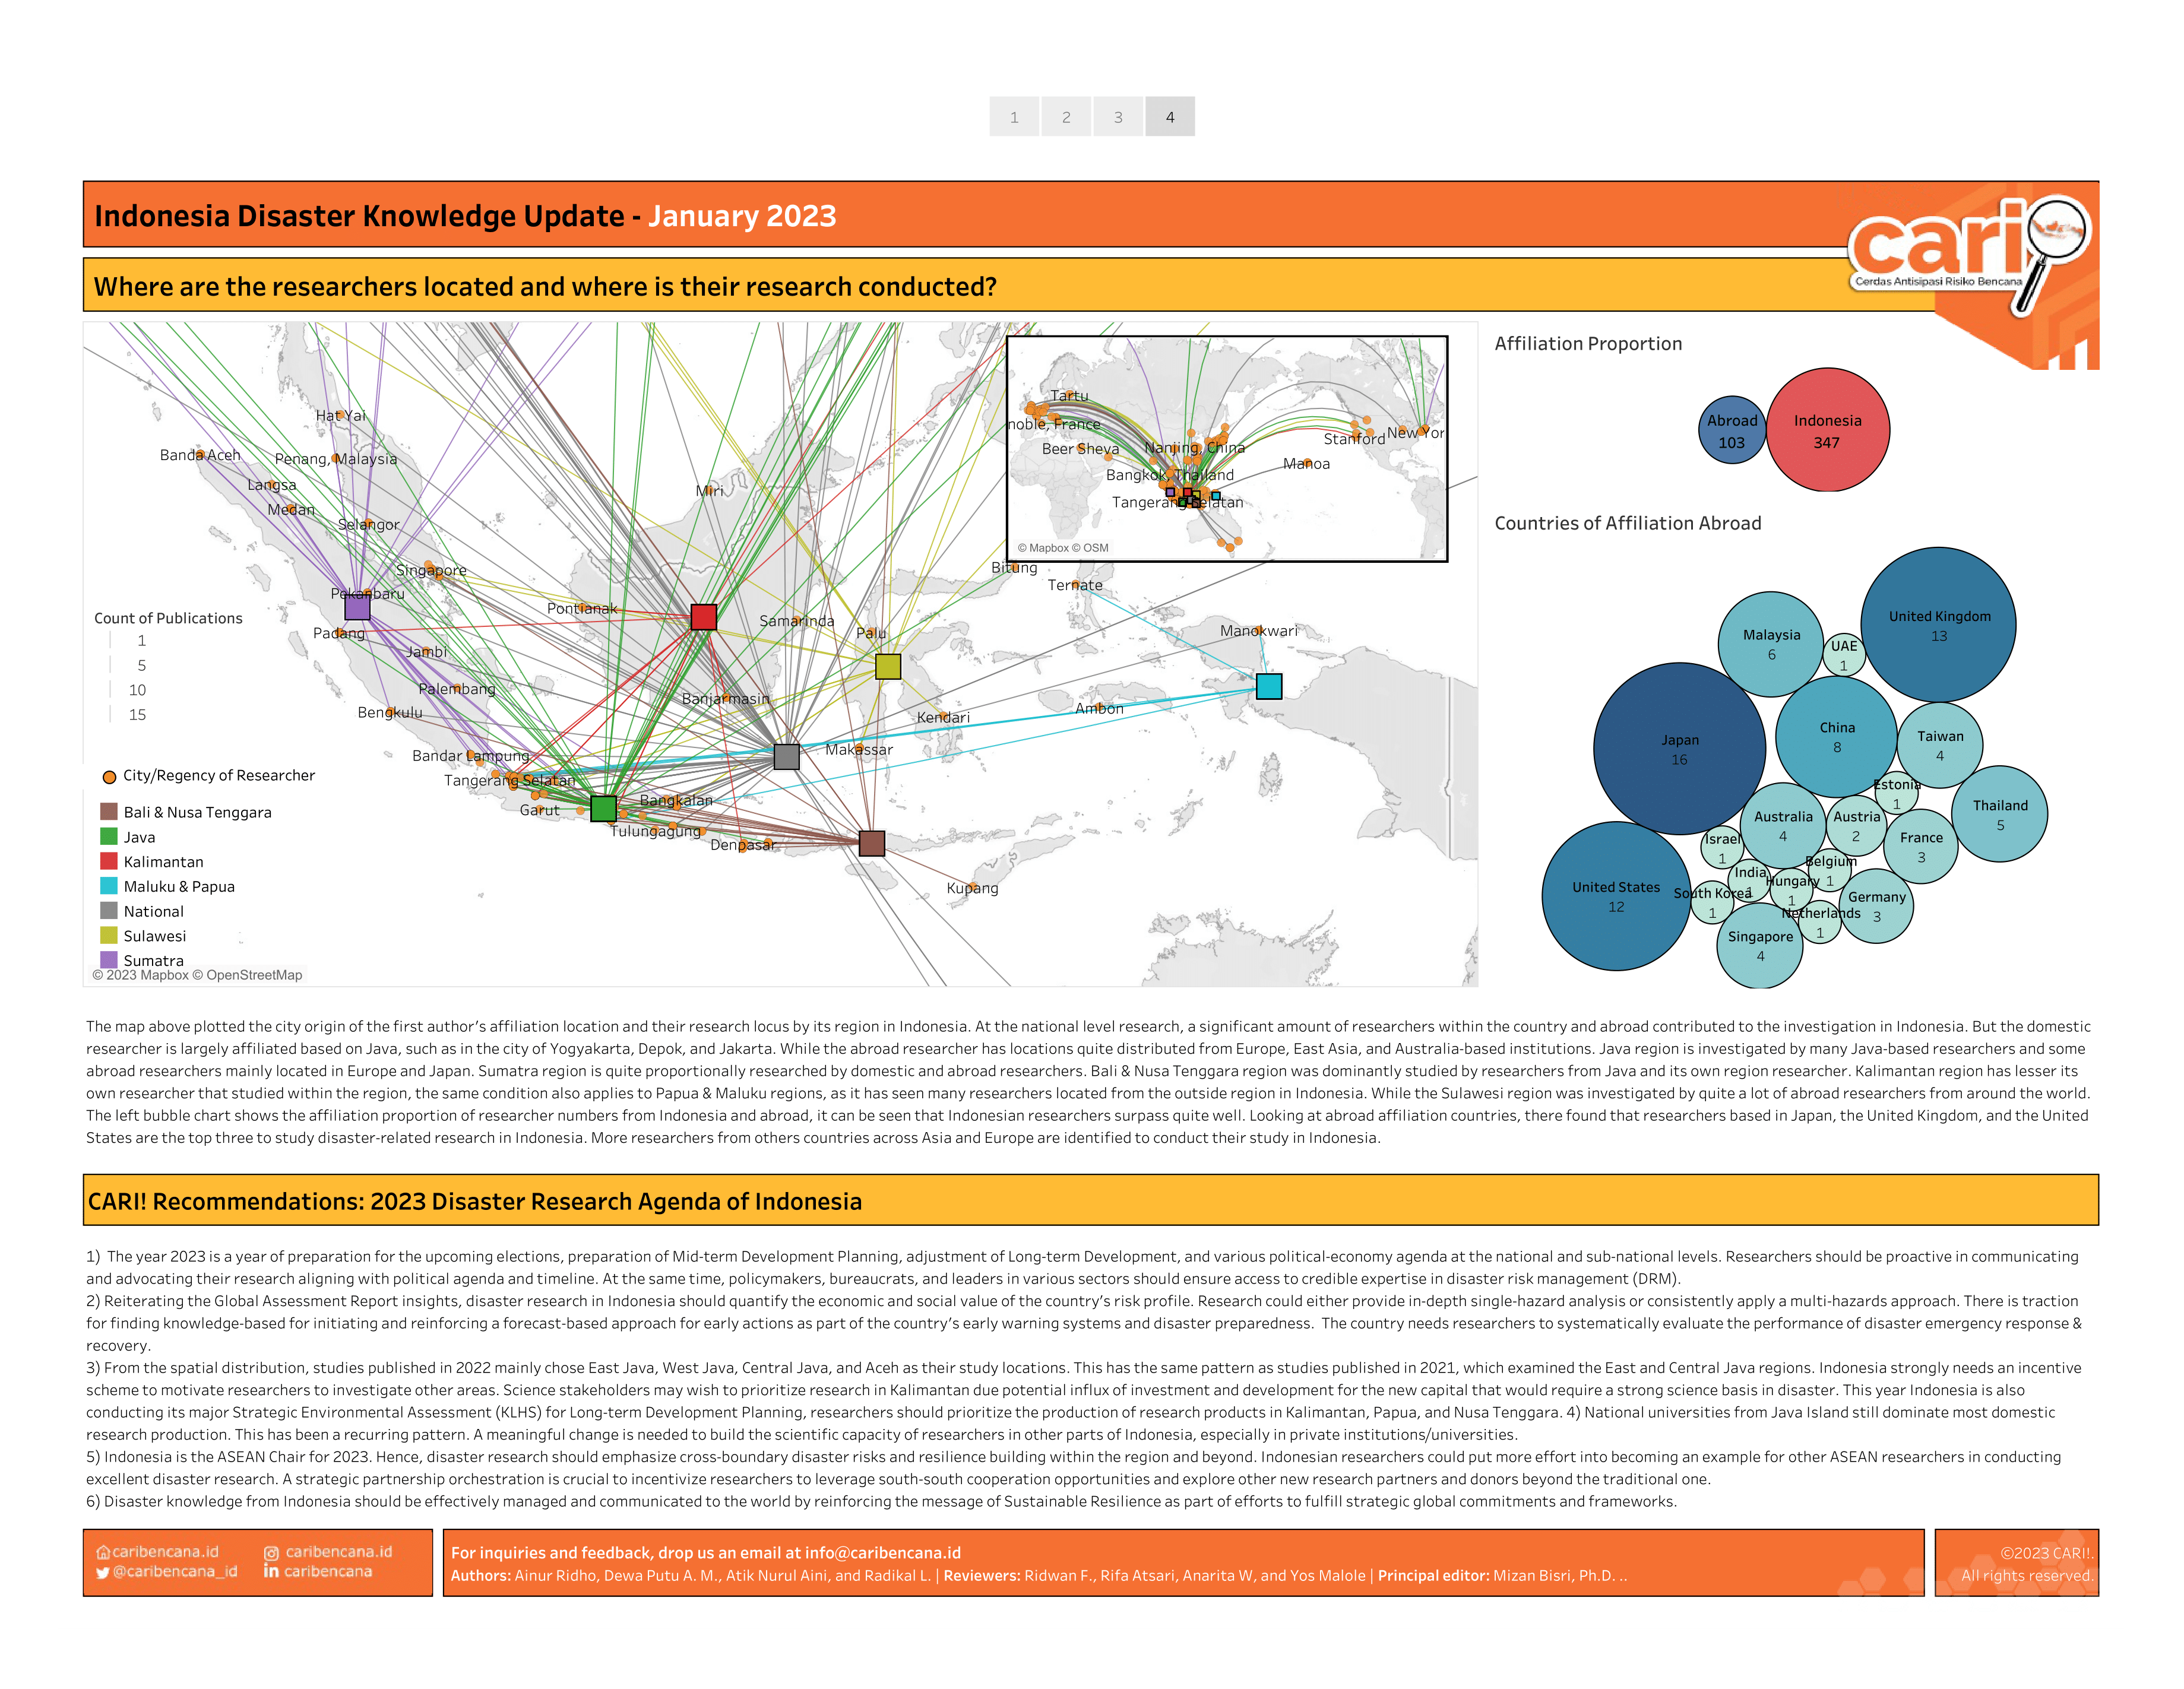 1 2 3 4
Indonesia Disaster Knowledge Update - January 2023
cari
Cerdas Antisipasi Risiko Bencana
Where are the researchers located and where is their research conducted?
Hat Yai
Banda Aceh
Penang, Malaysia
Langsa
Medan
Selangor
Miri
Singapore
Pekanbaru
Pontianak
Padang
Samarinda
Palu
Bitung
Ternate
Manokwari
Jambi
Palembang
Banjarmasin
Bengkulu
Kendari
Ambon
Bandar Lampung
Makassar
Tangerang Selatan
Garut
Bangkalan
Tulungagung
Denpasar
Kupang
Count of Publications
1
5
10
15
City/Regency of Researcher
Bali & Nusa Tenggara
Java
Kalimantan
Maluku & Papua
National
Sulawesi
Sumatra
© 2023 Mapbox © OpenStreetMap
Tartu
noble, France
Beer Sheva
Nanjing, China
Stanford
New Yor
Manoa
Bangkok, Thailand
Tangerang Selatan
© Mapbox © OSM
Affiliation Proportion
Abroad
103
Indonesia
347
Countries of Affiliation Abroad
United Kingdom
13
Malaysia
6
UAE
1
Japan
16
China
8
Taiwan
4
Estonia
1
Thailand
5
Australia
4
Austria
2
France
3
Israel
1
Belgium
1
India
1
Hungary
1
United States
12
South Korea
1
Germany
3
Netherlands
1
Singapore
4
The map above plotted the city origin of the first author's affiliation location and their research locus by its region in Indonesia. At the national level research, a significant amount of researchers within the country and abroad contributed to the investigation in Indonesia. But the domestic
researcher is largely affiliated based on Java, such as in the city of Yogyakarta, Depok, and Jakarta. While the abroad researcher has locations quite distributed from Europe, East Asia, and Australia-based institutions. Java region is investigated by many Java-based researchers and some
abroad researchers mainly located in Europe and Japan. Sumatra region is quite proportionally researched by domestic and abroad researchers. Bali & Nusa Tenggara region was dominantly studied by researchers from Java and its own region researcher. Kalimantan region has lesser its
own researcher that studied within the region, the same condition also applies to Papua & Maluku regions, as it has seen many researchers located from the outside region in Indonesia. While the Sulawesi region was investigated by quite a lot of abroad researchers from around the world.
The left bubble chart shows the affiliation proportion of researcher numbers from Indonesia and abroad, it can be seen that Indonesian researchers surpass quite well. Looking at abroad affiliation countries, there found that researchers based in Japan, the United Kingdom, and the United
States are the top three to study disaster-related research in Indonesia. More researchers from others countries across Asia and Europe are identified to conduct their study in Indonesia.
CARI! Recommendations: 2023 Disaster Research Agenda of Indonesia
1) The year 2023 is a year of preparation for the upcoming elections, preparation of Mid-term Development Planning, adjustment of Long-term Development, and various political-economy agenda at the national and sub-national levels. Researchers should be proactive in communicating
and advocating their research aligning with political agenda and timeline. At the same time, policymakers, bureaucrats, and leaders in various sectors should ensure access to credible expertise in disaster risk management (DRM).
2) Reiterating the Global Assessment Report insights, disaster research in Indonesia should quantify the economic and social value of the country's risk profile. Research could either provide in-depth single-hazard analysis or consistently apply a multi-hazards approach. There is traction
for finding knowledge-based for initiating and reinforcing a forecast-based approach for early actions as part of the country's early warning systems and disaster preparedness. The country needs researchers to systematically evaluate the performance of disaster emergency response &
recovery.
3) From the spatial distribution, studies published in 2022 mainly chose East Java, West Java, Central Java, and Aceh as their study locations. This has the same pattern as studies published in 2021, which examined the East and Central Java regions. Indonesia strongly needs an incentive
scheme to motivate researchers to investigate other areas. Science stakeholders may wish to prioritize research in Kalimantan due potential influx of investment and development for the new capital that would require a strong science basis in disaster. This year Indonesia is also
conducting its major Strategic Environmental Assessment (KLHS) for Long-term Development Planning, researchers should prioritize the production of research products in Kalimantan, Papua, and Nusa Tenggara. 4) National universities from Java Island still dominate most domestic
research production. This has been a recurring pattern. A meaningful change is needed to build the scientific capacity of researchers in other parts of Indonesia, especially in private institutions/universities.
5) Indonesia is the ASEAN Chair for 2023. Hence, disaster research should emphasize cross-boundary disaster risks and resilience building within the region and beyond. Indonesian researchers could put more effort into becoming an example for other ASEAN researchers in conducting
excellent disaster research. A strategic partnership orchestration is crucial to incentivize researchers to leverage south-south cooperation opportunities and explore other new research partners and donors beyond the traditional one.
6) Disaster knowledge from Indonesia should be effectively managed and communicated to the world by reinforcing the message of Sustainable Resilience as part of efforts to fulfill strategic global commitments and frameworks.
caribencana.id caribencana.id
@caribencana_id in caribencana
For inquiries and feedback, drop us an email at info@caribencana.id
Authors: Ainur Ridho, Dewa Putu A. M., Atik Nurul Aini, and Radikal L. | Reviewers: Ridwan F., Rifa Atsari, Anarita W, and Yos Malole | Principal editor: Mizan Bisri, Ph.D. ..
©2023 CARI!.
All rights reserved.